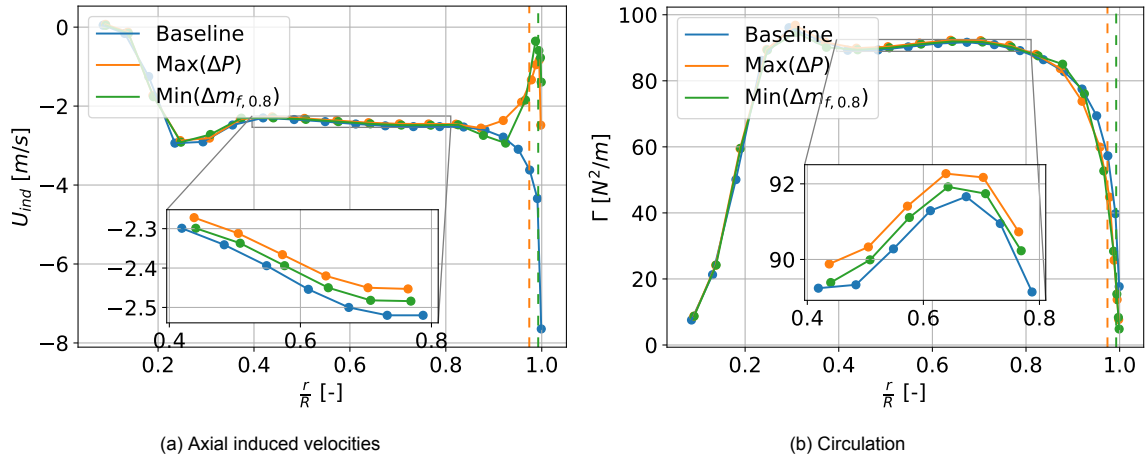 0
−2
−4
−6
−8
U_ind [m/s]
Baseline
Max(ΔP)
Min(Δm_f, 0.8)
−2.3
−2.4
−2.5
0.4 0.6 0.8
0.2 0.4 0.6 0.8 1.0
r/R [-]
(a) Axial induced velocities
100
80
60
40
20
0
Γ [N²/m]
Baseline
Max(ΔP)
Min(Δm_f, 0.8)
92
90
0.4 0.6 0.8
0.2 0.4 0.6 0.8 1.0
r/R [-]
(b) Circulation